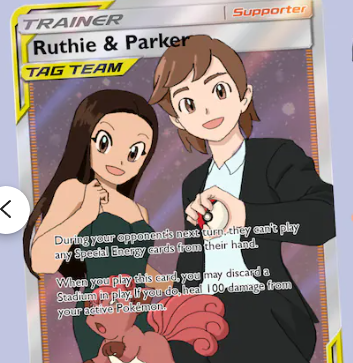 TRAINER
Supporter
Ruthie & Parker
TAG TEAM
During your opponent's next turn, they can't play
any Special Energy cards from their hand.
When you play this card, you may discard a
Stadium in play. If you do, heal 100 damage from
your active Pokémon.